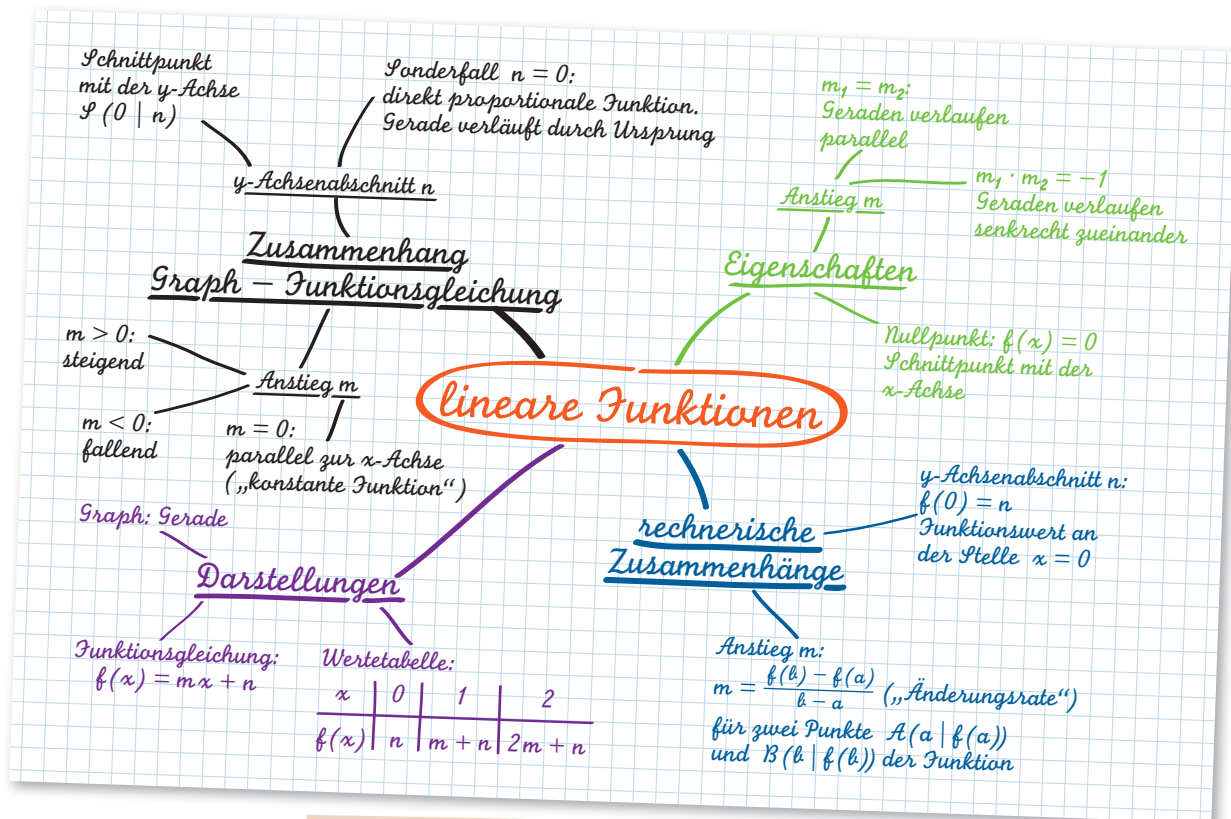 Schnittpunkt
mit der y-Achse
S (0 | n)
Sonderfall n = 0:
direkt proportionale Funktion.
Gerade verläuft durch Ursprung
y-Achsenabschnitt n
Zusammenhang
Graph – Funktionsgleichung
m > 0:
steigend
Anstieg m
m < 0:
fallend
m = 0:
parallel zur x-Achse
(„konstante Funktion“)
m₁ = m₂:
Geraden verlaufen
parallel
Anstieg m
m₁ · m₂ = −1
Geraden verlaufen
senkrecht zueinander
Eigenschaften
Nullpunkt: f(x) = 0
Schnittpunkt mit der
x-Achse
lineare Funktionen
Graph: Gerade
Darstellungen
Funktionsgleichung:
f(x) = mx + n
Wertetabelle:
x | 0 | 1 | 2
f(x) | n | m + n | 2m + n
rechnerische
Zusammenhänge
y-Achsenabschnitt n:
f(0) = n
Funktionswert an
der Stelle x = 0
Anstieg m:
m = f(b) − f(a) / b − a („Änderungsrate“)
für zwei Punkte A(a | f(a))
und B(b | f(b)) der Funktion